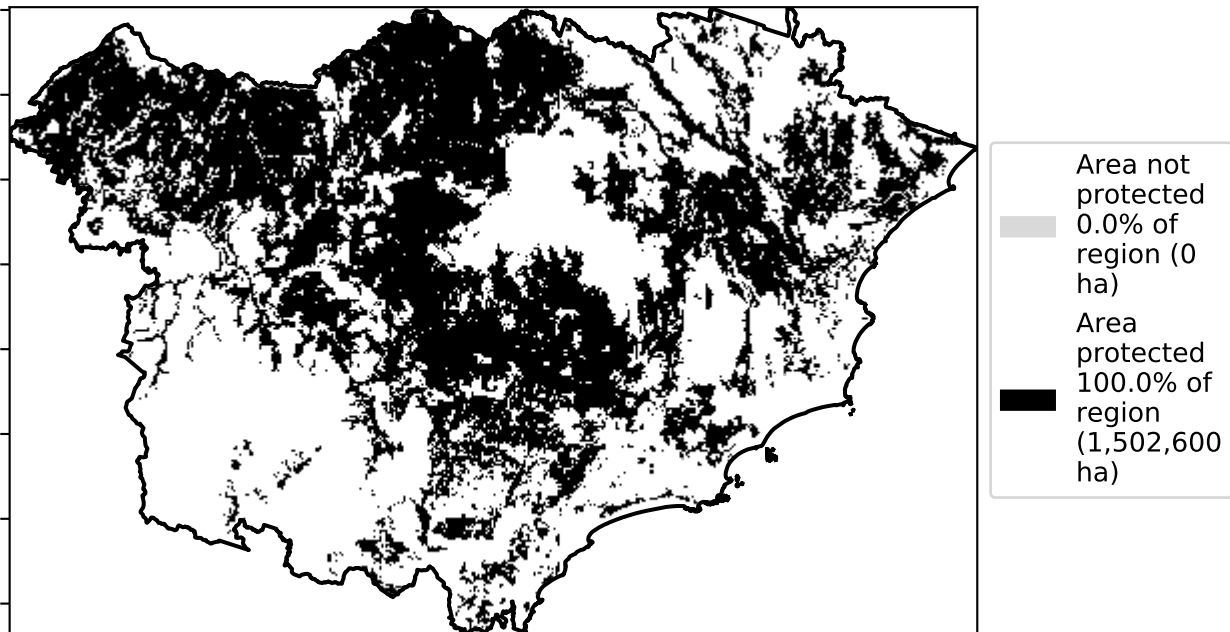 Area not
protected
0.0% of
region (0
ha)
Area
protected
100.0% of
region
(1,502,600
ha)